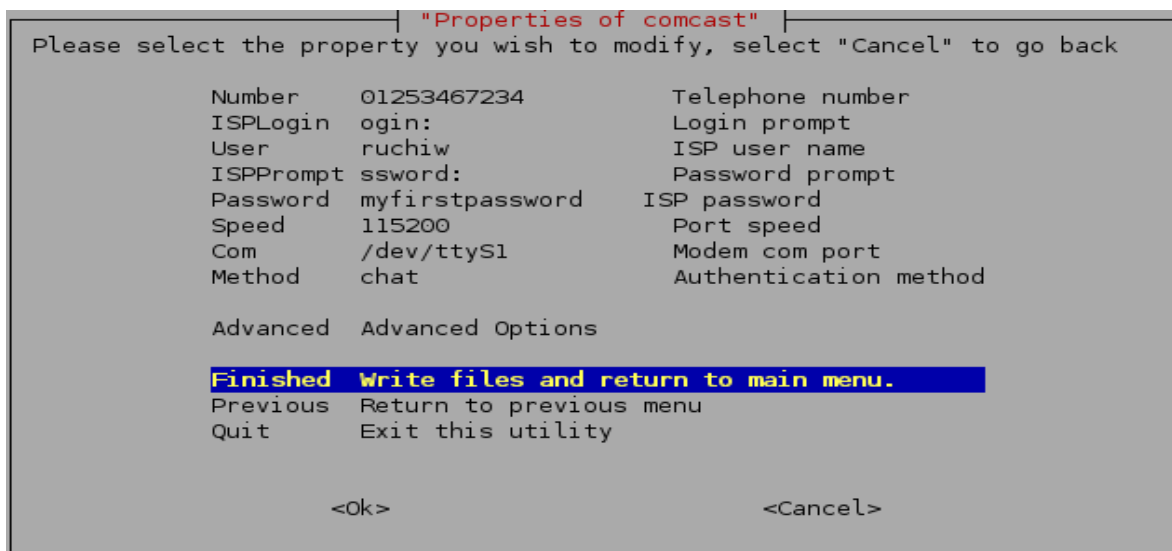 "Properties of comcast"
Please select the property you wish to modify, select "Cancel" to go back
Number 01253467234 Telephone number
ISPLogin ogin: Login prompt
User ruchiw ISP user name
ISPPrompt ssword: Password prompt
Password myfirstpassword ISP password
Speed 115200 Port speed
Com /dev/ttyS1 Modem com port
Method chat Authentication method
Advanced Advanced Options
Finished Write files and return to main menu.
Previous Return to previous menu
Quit Exit this utility
<Ok> <Cancel>